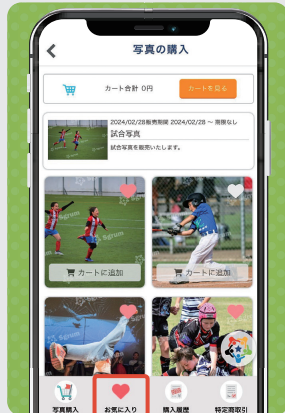 写真の購入
カート合計 0円
カートを見る
2024/02/28販売期間 2024/02/28 ～ 期限なし
試合写真
試合写真を販売いたします。
Sgrum
Sgrum
カートに追加
カートに追加
写真購入
お気に入り
購入履歴
特定商取引